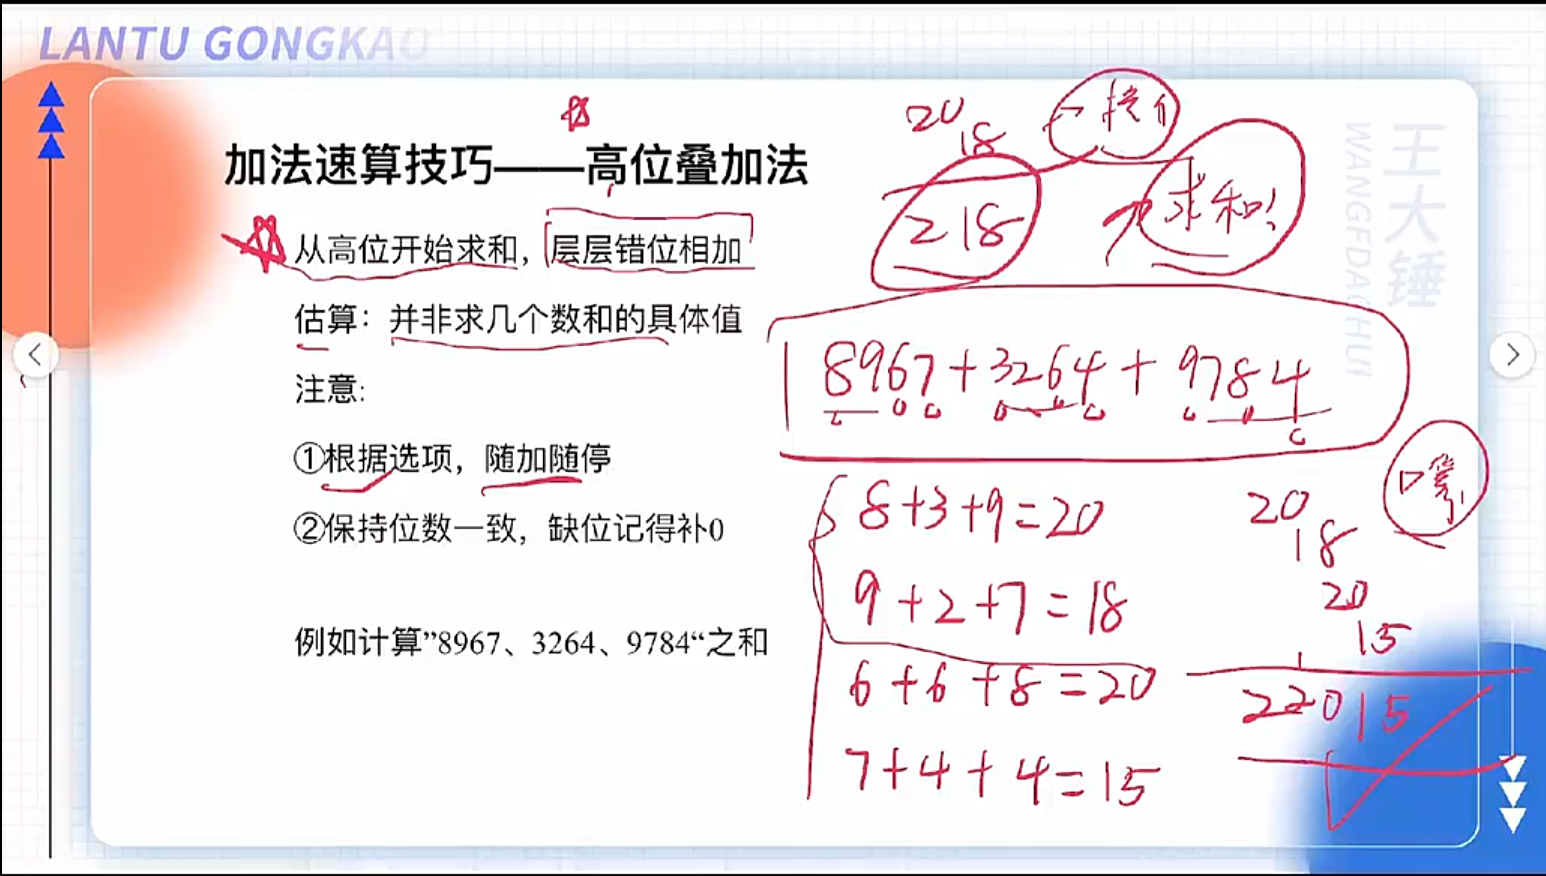 LANTU GONGKAO
加法速算技巧——高位叠加法
从高位开始求和，层层错位相加
估算：并非求几个数和的具体值
注意:
①根据选项，随加随停
②保持位数一致，缺位记得补0
例如计算”8967、3264、9784“之和
20
18
218
求和!
8967+3264+9784
8+3+9=20
9+2+7=18
6+6+8=20
7+4+4=15
20
18
20
15
22015
王大锤
WANGDACHUI